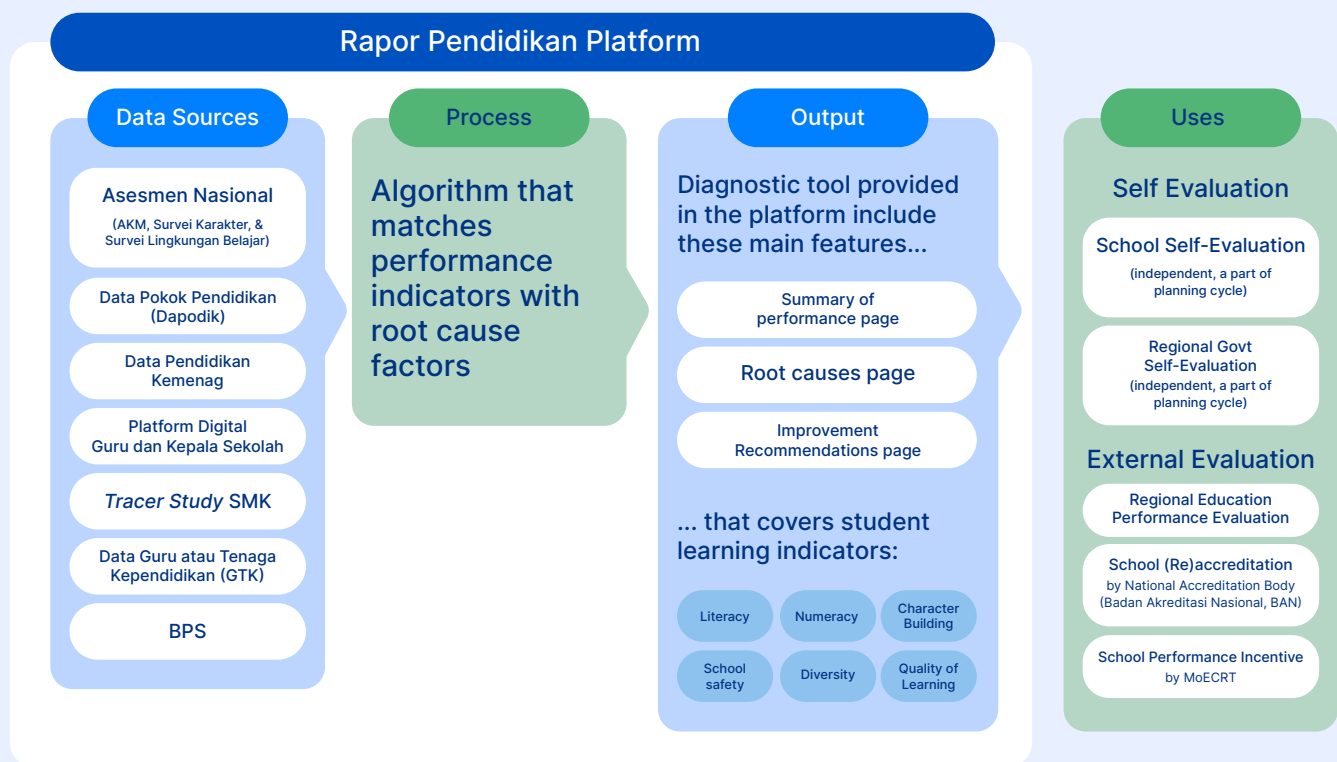 Rapor Pendidikan Platform
Data Sources
Asesmen Nasional
(AKM, Survei Karakter, &
Survei Lingkungan Belajar)
Data Pokok Pendidikan
(Dapodik)
Data Pendidikan
Kemenag
Platform Digital
Guru dan Kepala Sekolah
Tracer Study SMK
Data Guru atau Tenaga
Kependidikan (GTK)
BPS
Process
Algorithm that
matches
performance
indicators with
root cause
factors
Output
Diagnostic tool provided
in the platform include
these main features...
Summary of
performance page
Root causes page
Improvement
Recommendations page
... that covers student
learning indicators:
Literacy
Numeracy
Character
Building
School
safety
Diversity
Quality of
Learning
Uses
Self Evaluation
School Self-Evaluation
(independent, a part of
planning cycle)
Regional Govt
Self-Evaluation
(independent, a part of
planning cycle)
External Evaluation
Regional Education
Performance Evaluation
School (Re)accreditation
by National Accreditation Body
(Badan Akreditasi Nasional, BAN)
School Performance Incentive
by MoECRT